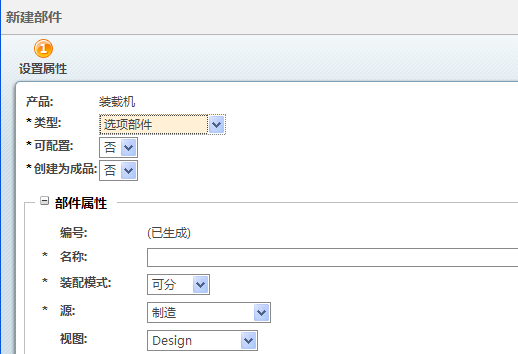 新建部件
1
设置属性
产品: 装载机
*类型: 选项部件
*可配置: 否
*创建为成品: 否
部件属性
编号: (已生成)
* 名称:
* 装配模式: 可分
* 源: 制造
视图: Design